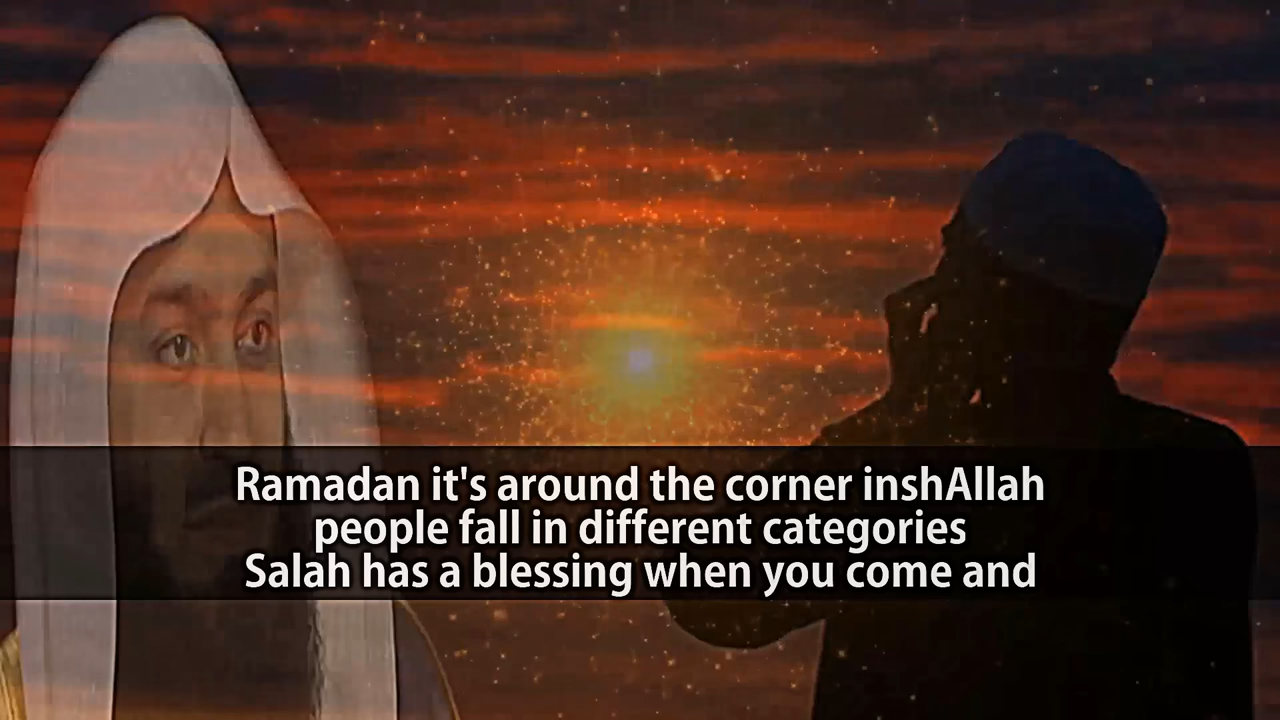 Ramadan it's around the corner inshAllah
people fall in different categories
Salah has a blessing when you come and